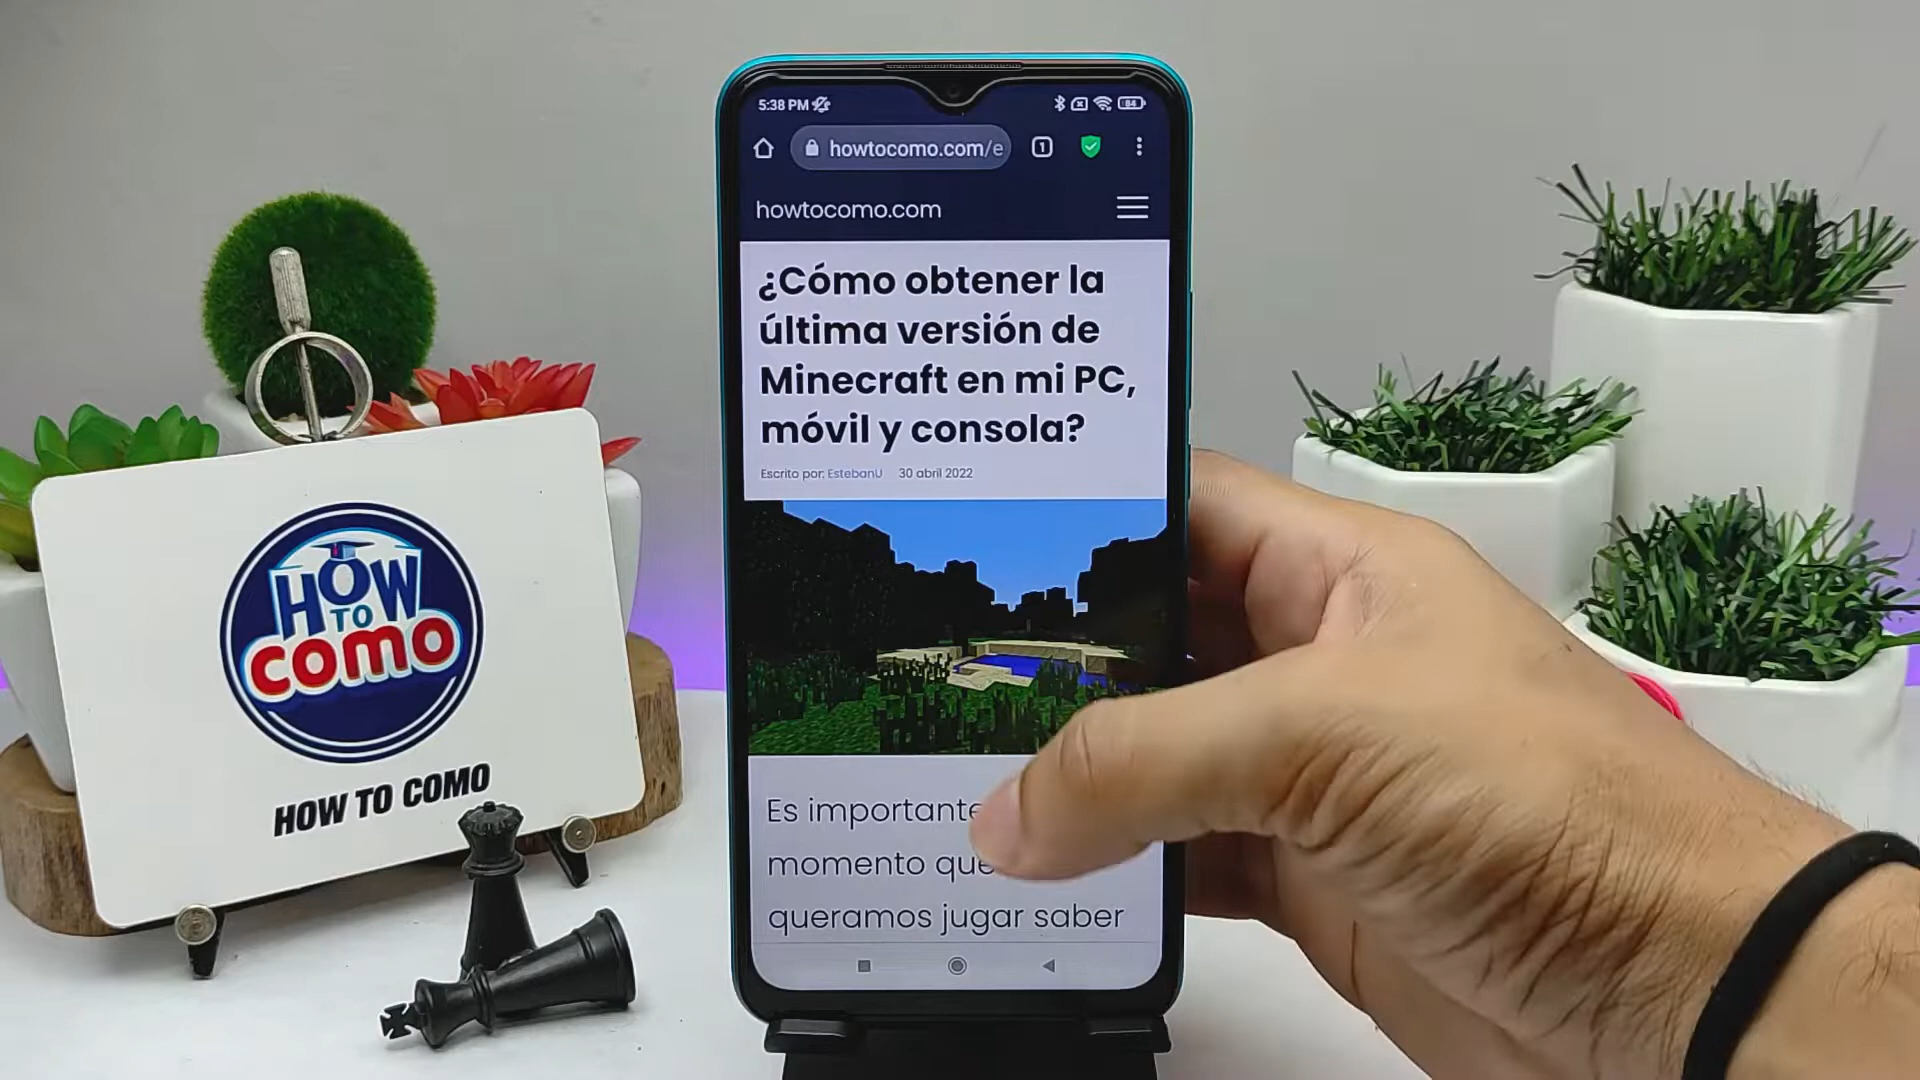 5:38 PM
84
howtocomo.com/e
1
howtocomo.com
¿Cómo obtener la
última versión de
Minecraft en mi PC,
móvil y consola?
Escrito por: EstebanU 30 abril 2022
Es importante
momento que
queramos jugar saber
HOW
TO
como
HOW TO COMO